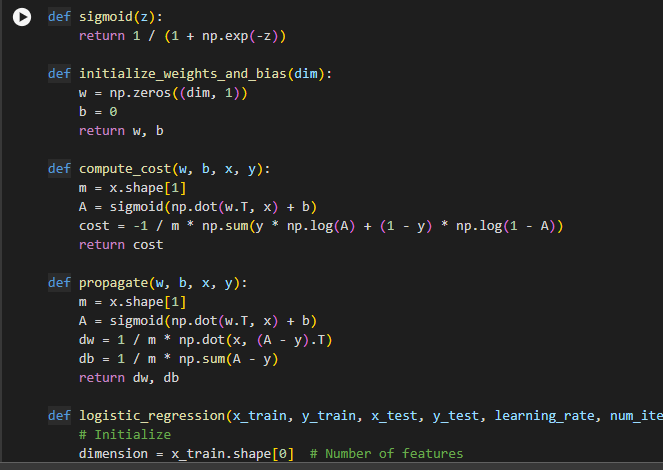 def sigmoid(z):
    return 1 / (1 + np.exp(-z))

def initialize_weights_and_bias(dim):
    w = np.zeros((dim, 1))
    b = 0
    return w, b

def compute_cost(w, b, x, y):
    m = x.shape[1]
    A = sigmoid(np.dot(w.T, x) + b)
    cost = -1 / m * np.sum(y * np.log(A) + (1 - y) * np.log(1 - A))
    return cost

def propagate(w, b, x, y):
    m = x.shape[1]
    A = sigmoid(np.dot(w.T, x) + b)
    dw = 1 / m * np.dot(x, (A - y).T)
    db = 1 / m * np.sum(A - y)
    return dw, db

def logistic_regression(x_train, y_train, x_test, y_test, learning_rate, num_ite
    # Initialize
    dimension = x_train.shape[0]  # Number of features